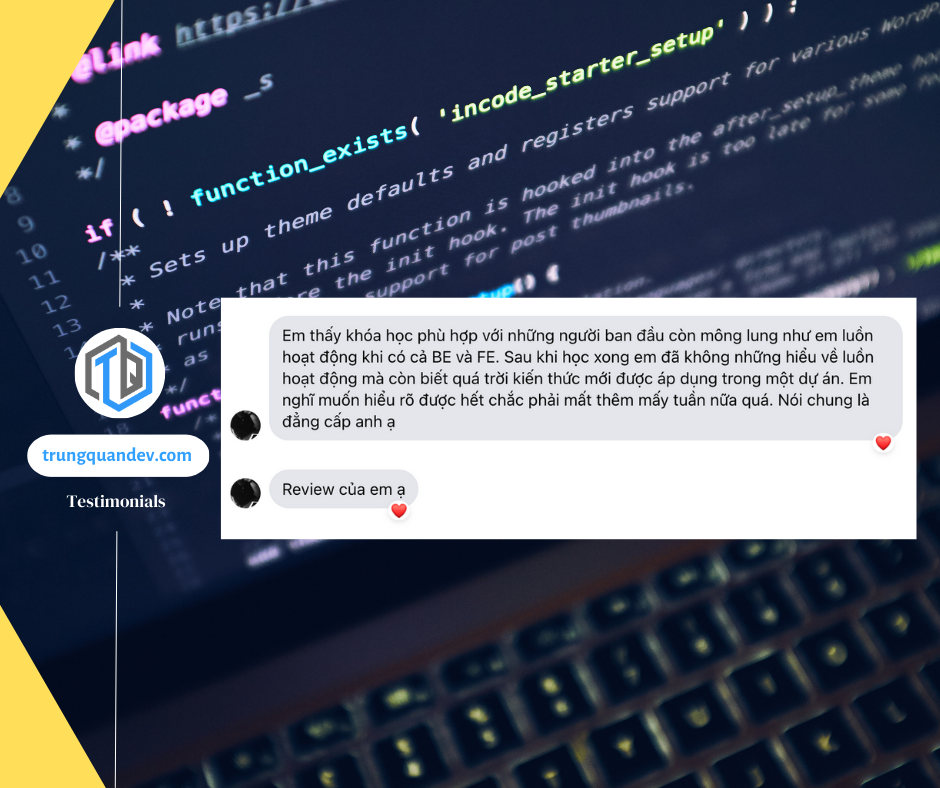 @link https://
*
* @package _s
*/
8
9
10 if ( ! function_exists( 'incode_starter_setup' ) ) :
11 /**
12 * Sets up theme defaults and registers support for various WordP
13 *
* Note that this function is hooked into the after_setup_theme
* runs the init hook. The init hook is too late for some
* as support for post thumbnails.
*/
18 funct
TQ
trungquandev.com
Testimonials
Em thấy khóa học phù hợp với những người ban đầu còn mông lung như em luồn
hoạt động khi có cả BE và FE. Sau khi học xong em đã không những hiểu về luồn
hoạt động mà còn biết quá trời kiến thức mới được áp dụng trong một dự án. Em
nghĩ muốn hiểu rõ được hết chắc phải mất thêm mấy tuần nữa quá. Nói chung là
đẳng cấp anh ạ
Review của em ạ